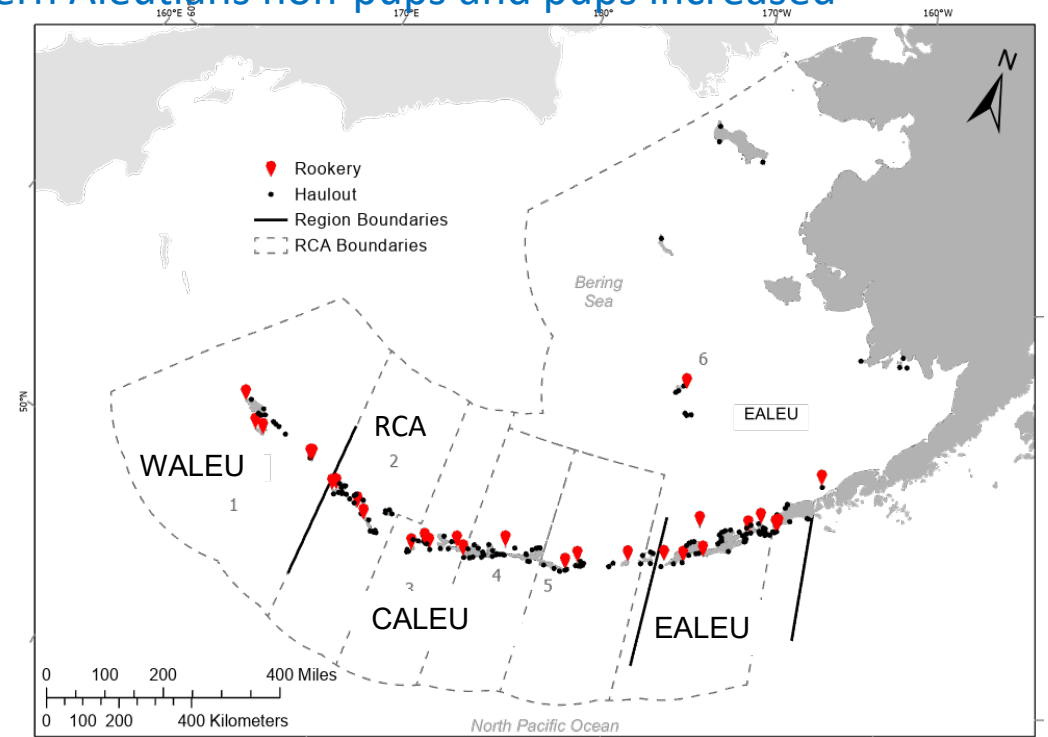 ern Aleutians non-pups and pups increased
160°E 170°E 180° 170°W 160°W
N
Rookery
Haulout
Region Boundaries
RCA Boundaries
Bering
Sea
6
50°N
EALEU
RCA
2
WALEU
1
3
4
5
CALEU
EALEU
0 100 200 400 Miles
0 100 200 400 Kilometers
North Pacific Ocean